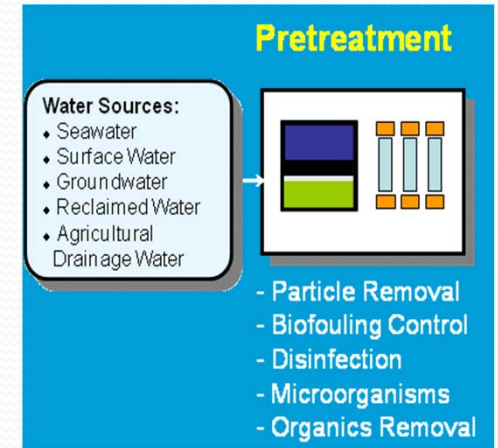 Pretreatment
Water Sources:
⬥ Seawater
⬥ Surface Water
⬥ Groundwater
⬥ Reclaimed Water
⬥ Agricultural
Drainage Water
- Particle Removal
- Biofouling Control
- Disinfection
- Microorganisms
- Organics Removal